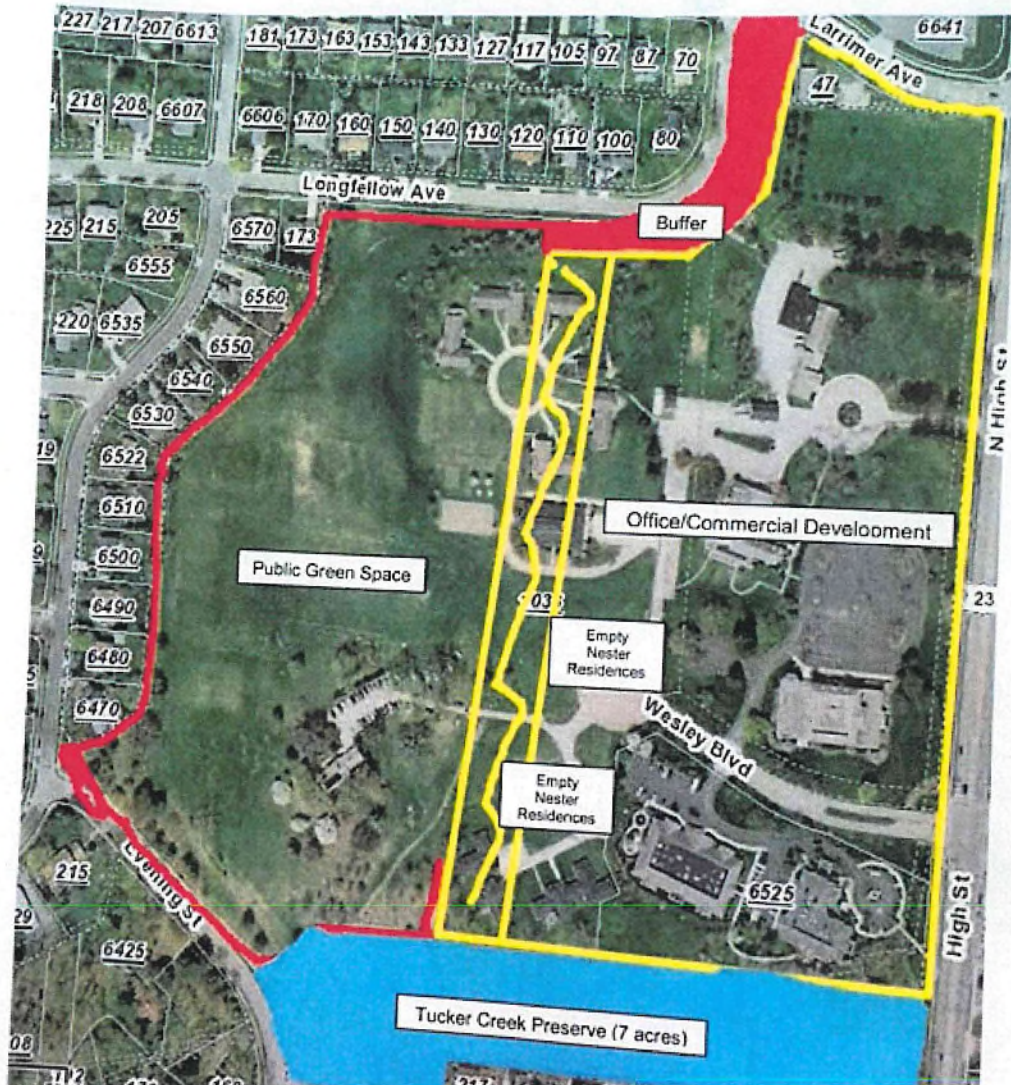 227 217 207 6613
181 173 163 153 143 133 127 117 105 97 87 70
Larrimer Ave
6641
47
218 208 6607
6606 170 160 150 140 130 120 110 100 80
Longfellow Ave
225 215 205
6570 173
Buffer
6555
6560
220 6535
6550
6540
6530
N High St
19
6522
6510
Office/Commercial Development
6500
Public Green Space
6490
23
Empty
Nester
Residences
6480
6470
Wesley Blvd
Empty
Nester
Residences
215
Evening St
6525
29
6425
High St
Tucker Creek Preserve (7 acres)
08